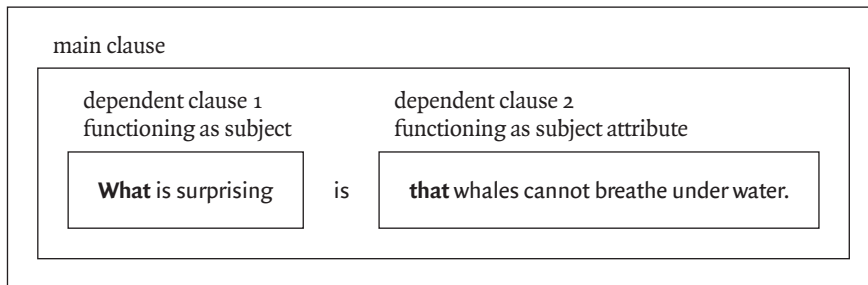 main clause
dependent clause 1
functioning as subject
dependent clause 2
functioning as subject attribute
What is surprising is that whales cannot breathe under water.